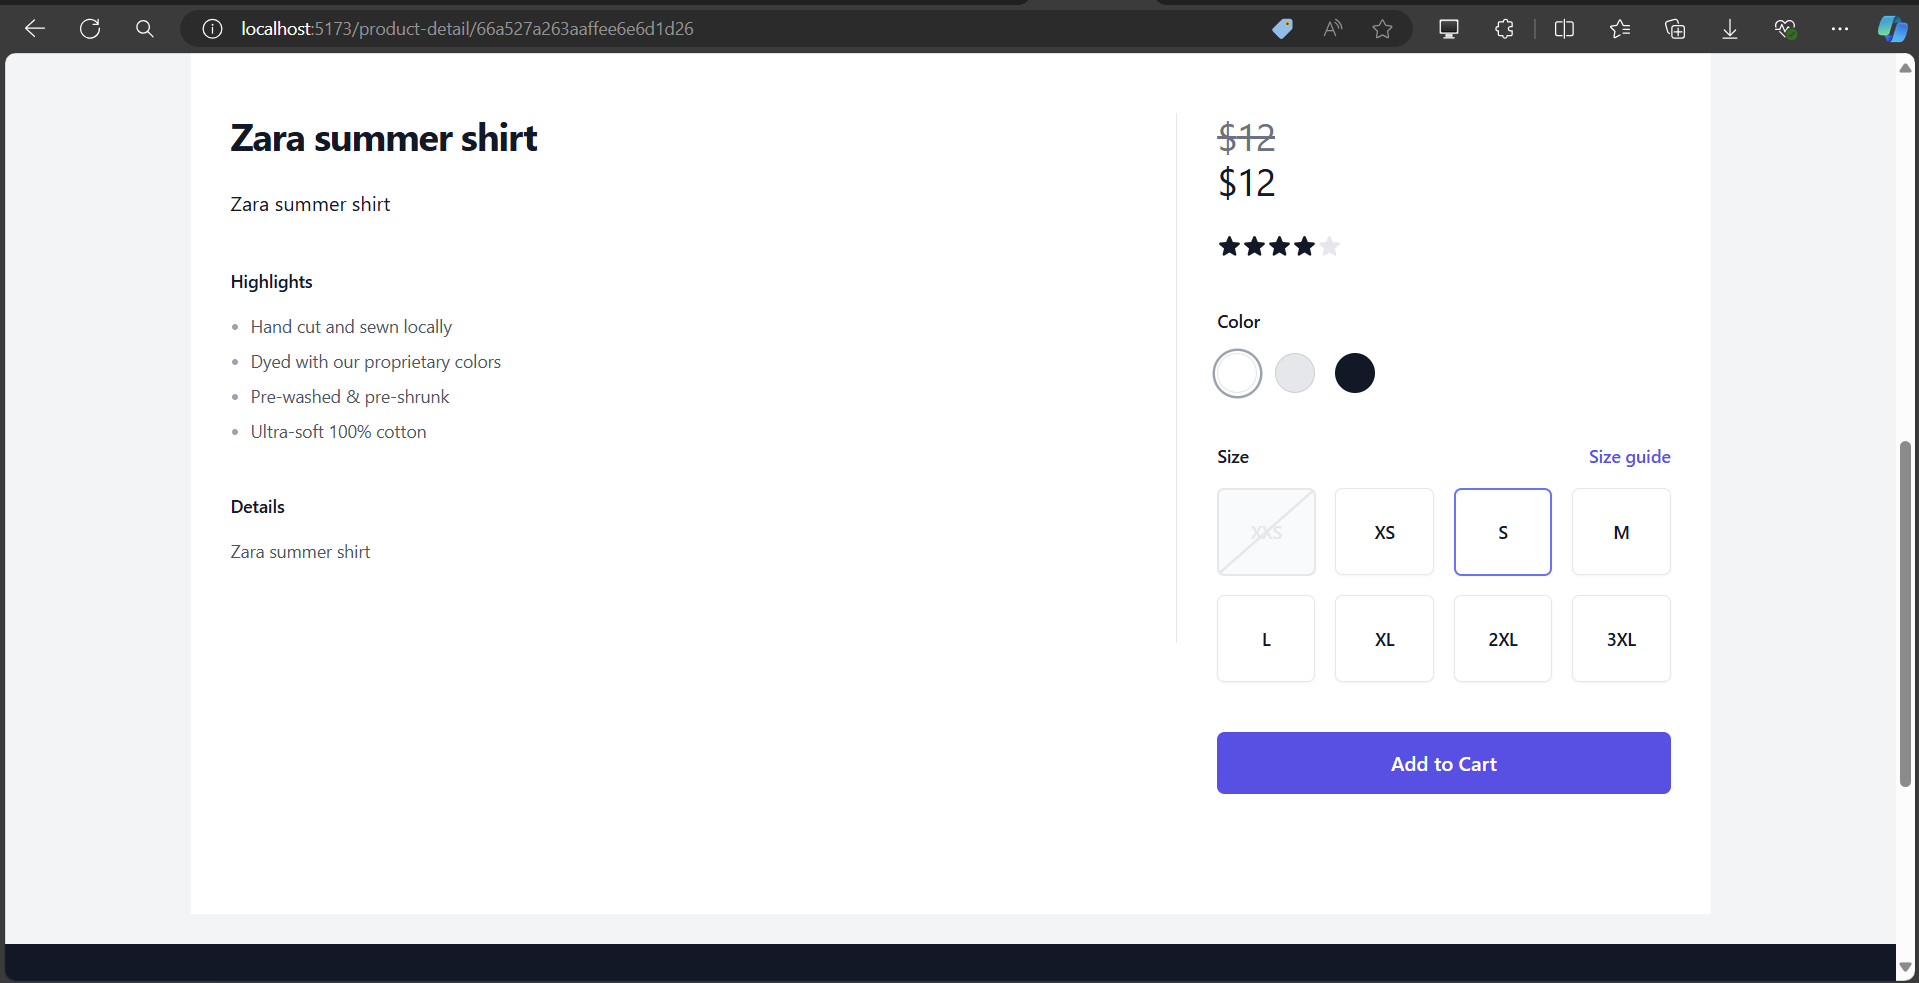 localhost:5173/product-detail/66a527a263aaffee6e6d1d26
Zara summer shirt
Zara summer shirt
Highlights
Hand cut and sewn locally
Dyed with our proprietary colors
Pre-washed & pre-shrunk
Ultra-soft 100% cotton
Details
Zara summer shirt
$12
$12
Color
Size
Size guide
XXS
XS
S
M
L
XL
2XL
3XL
Add to Cart